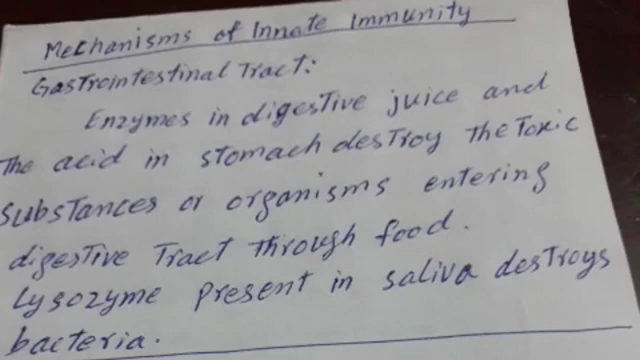 Mechanisms of Innate Immunity
Gastrointestinal Tract:
Enzymes in digestive juice and
The acid in stomach destroy the Toxic
substances or organisms entering
digestive Tract through food.
Lysozyme present in saliva destroys
bacteria.